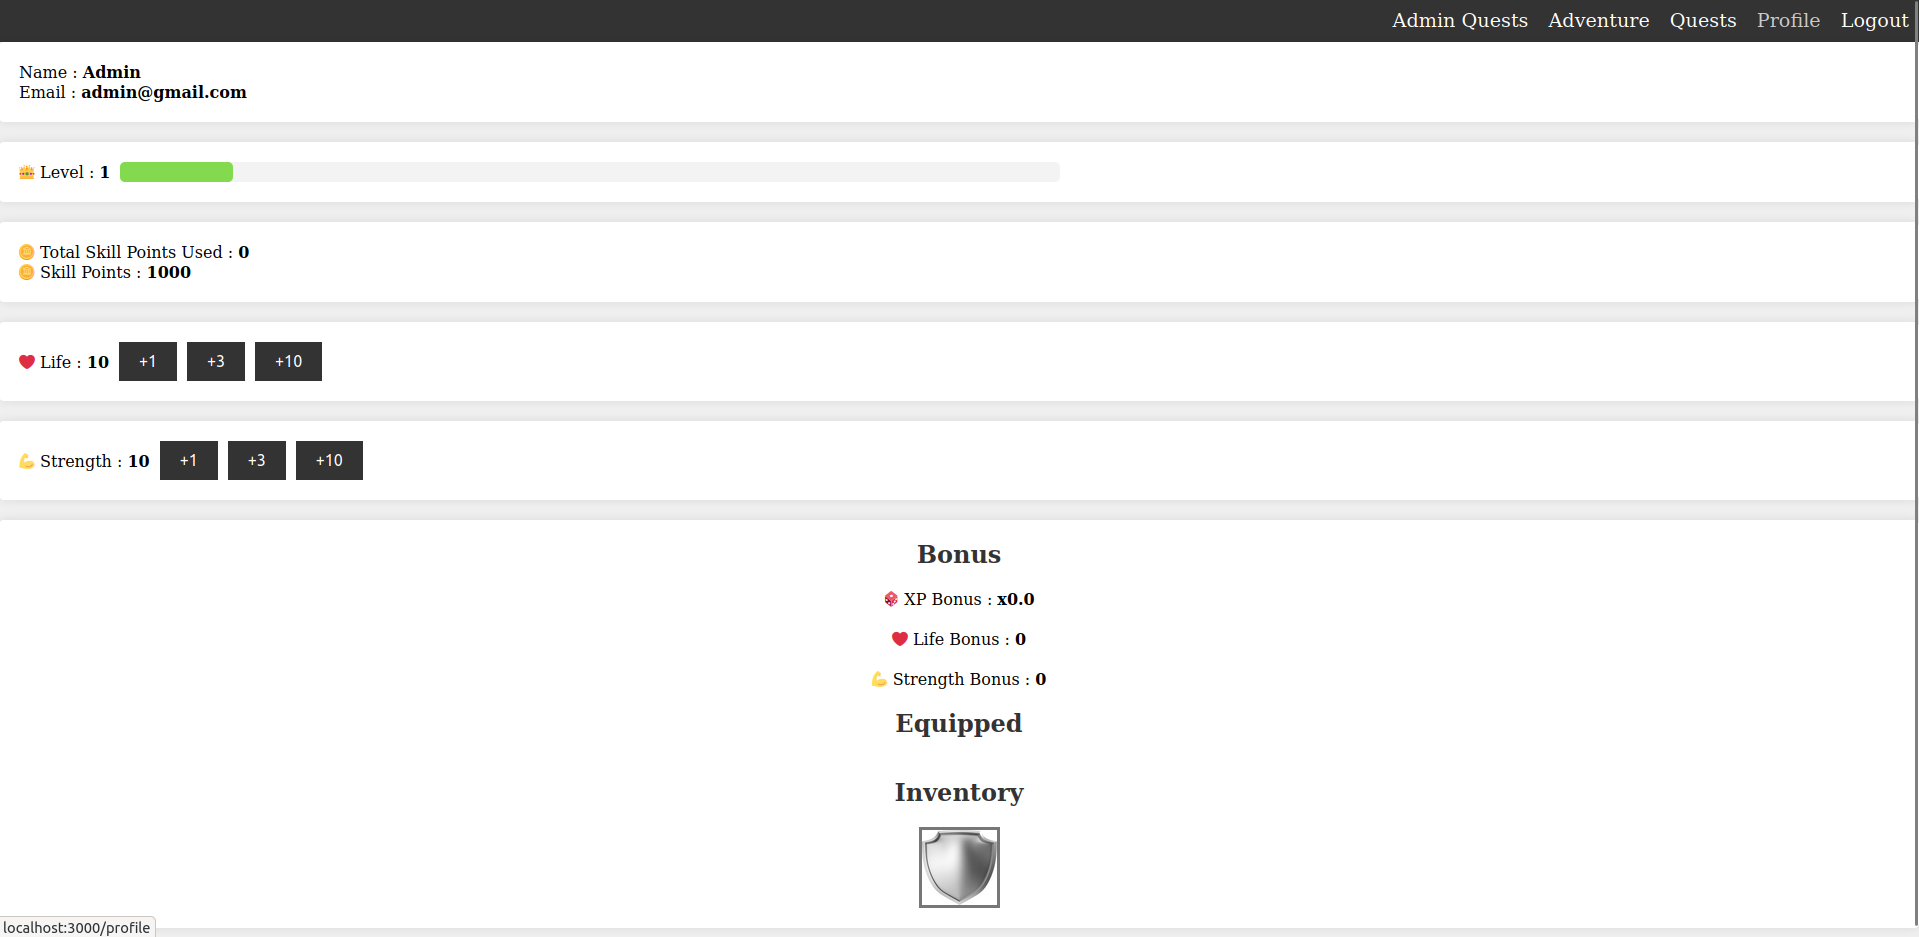 Admin Quests Adventure Quests Profile Logout
Name : Admin
Email : admin@gmail.com
Level : 1
Total Skill Points Used : 0
Skill Points : 1000
Life : 10 +1 +3 +10
Strength : 10 +1 +3 +10
Bonus
XP Bonus : x0.0
Life Bonus : 0
Strength Bonus : 0
Equipped
Inventory
localhost:3000/profile